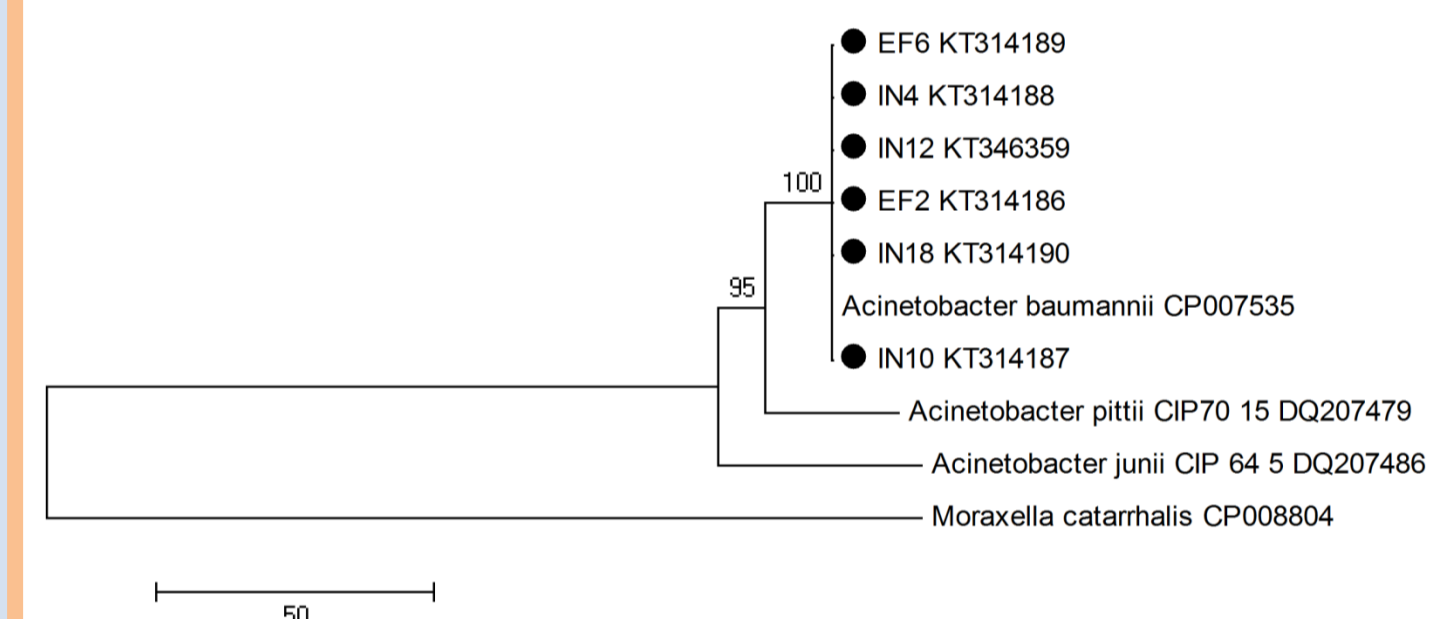 EF6 KT314189
IN4 KT314188
IN12 KT346359
100
EF2 KT314186
IN18 KT314190
95
Acinetobacter baumannii CP007535
IN10 KT314187
Acinetobacter pittii CIP70 15 DQ207479
Acinetobacter junii CIP 64 5 DQ207486
Moraxella catarrhalis CP008804
50